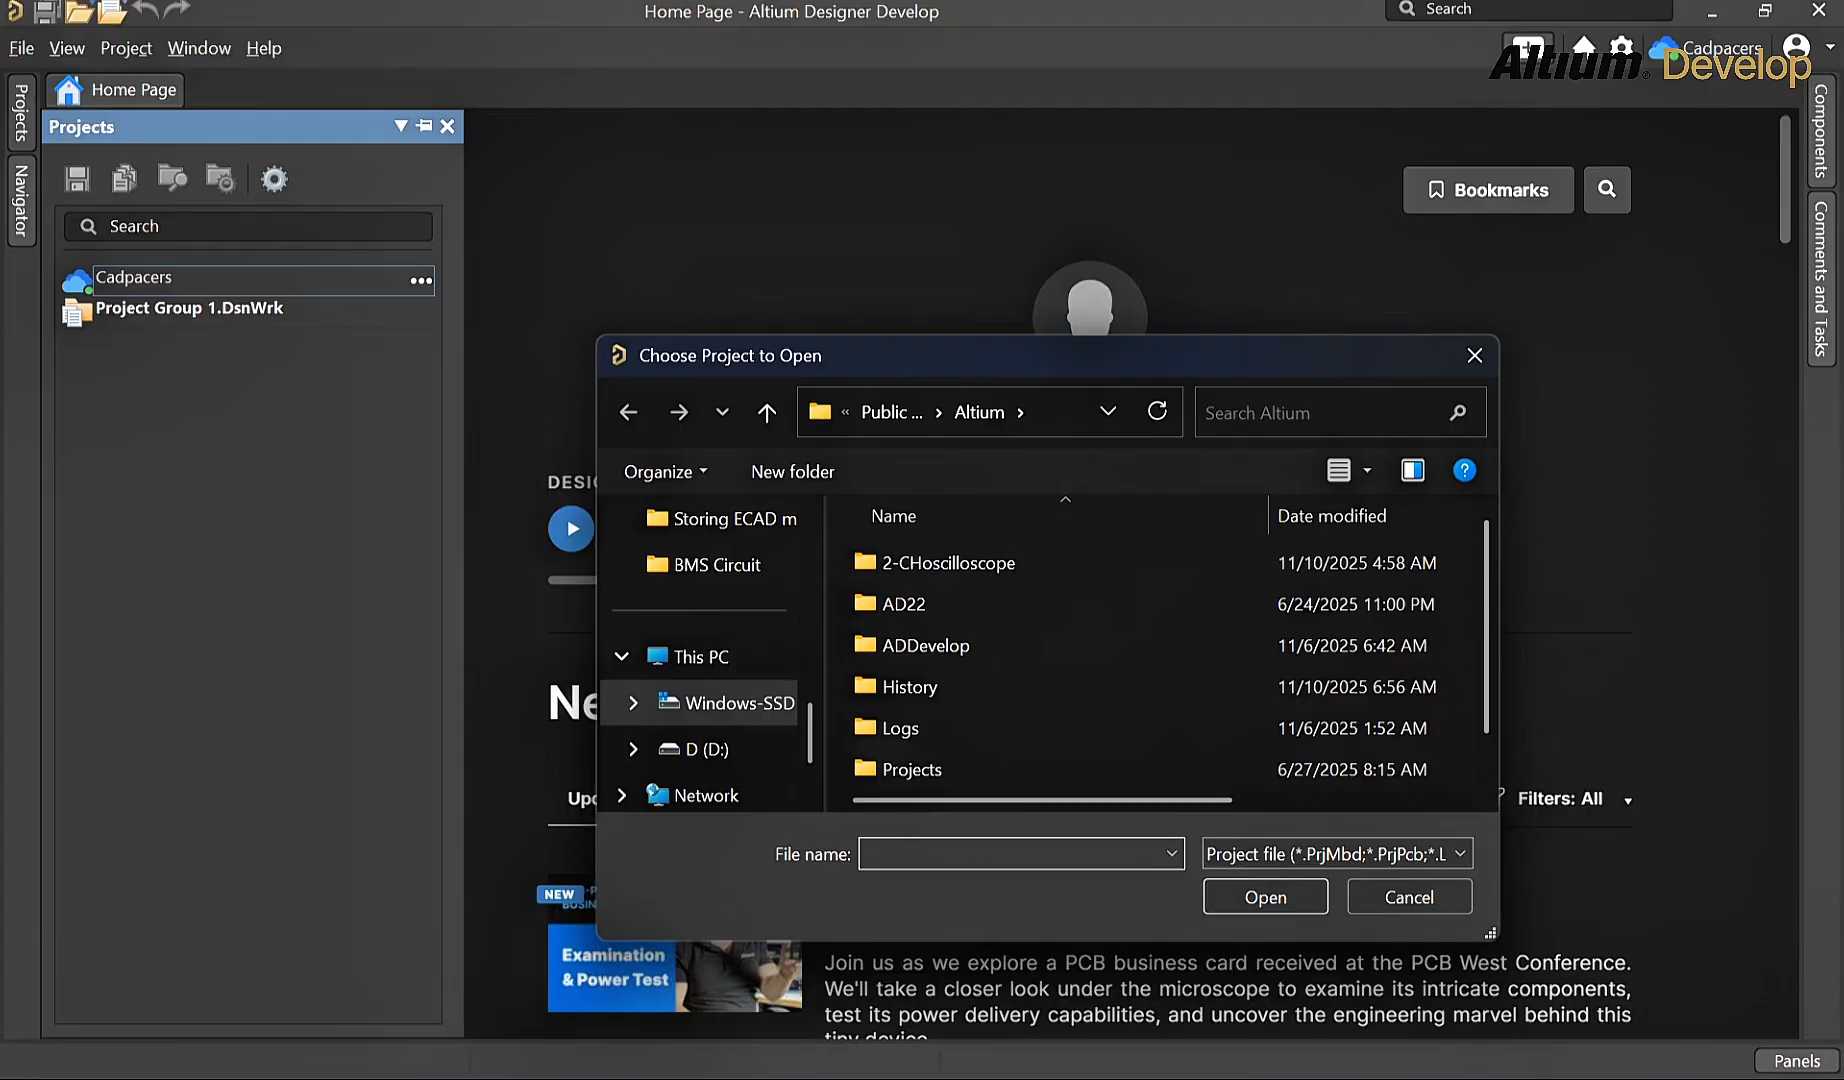 Home Page - Altium Designer Develop
Search
File View Project Window Help
Cadpacers
Altium® Develop
Projects
Navigator
Home Page
Projects
Search
Cadpacers
Project Group 1.DsnWrk
Components
Comments and Tasks
Bookmarks
DESI
Ne
Filters: All
NEW
BUSIN
Examination
& Power Test
Join us as we explore a PCB business card received at the PCB West Conference.
We'll take a closer look under the microscope to examine its intricate components,
test its power delivery capabilities, and uncover the engineering marvel behind this
tiny device
Choose Project to Open
« Public ... › Altium ›
Search Altium
Organize New folder
Storing ECAD m
BMS Circuit
This PC
Windows-SSD
D (D:)
Network
Name Date modified
2-CHoscilloscope 11/10/2025 4:58 AM
AD22 6/24/2025 11:00 PM
ADDevelop 11/6/2025 6:42 AM
History 11/10/2025 6:56 AM
Logs 11/6/2025 1:52 AM
Projects 6/27/2025 8:15 AM
File name:
Project file (*.PrjMbd;*.PrjPcb;*.L
Open Cancel
Panels